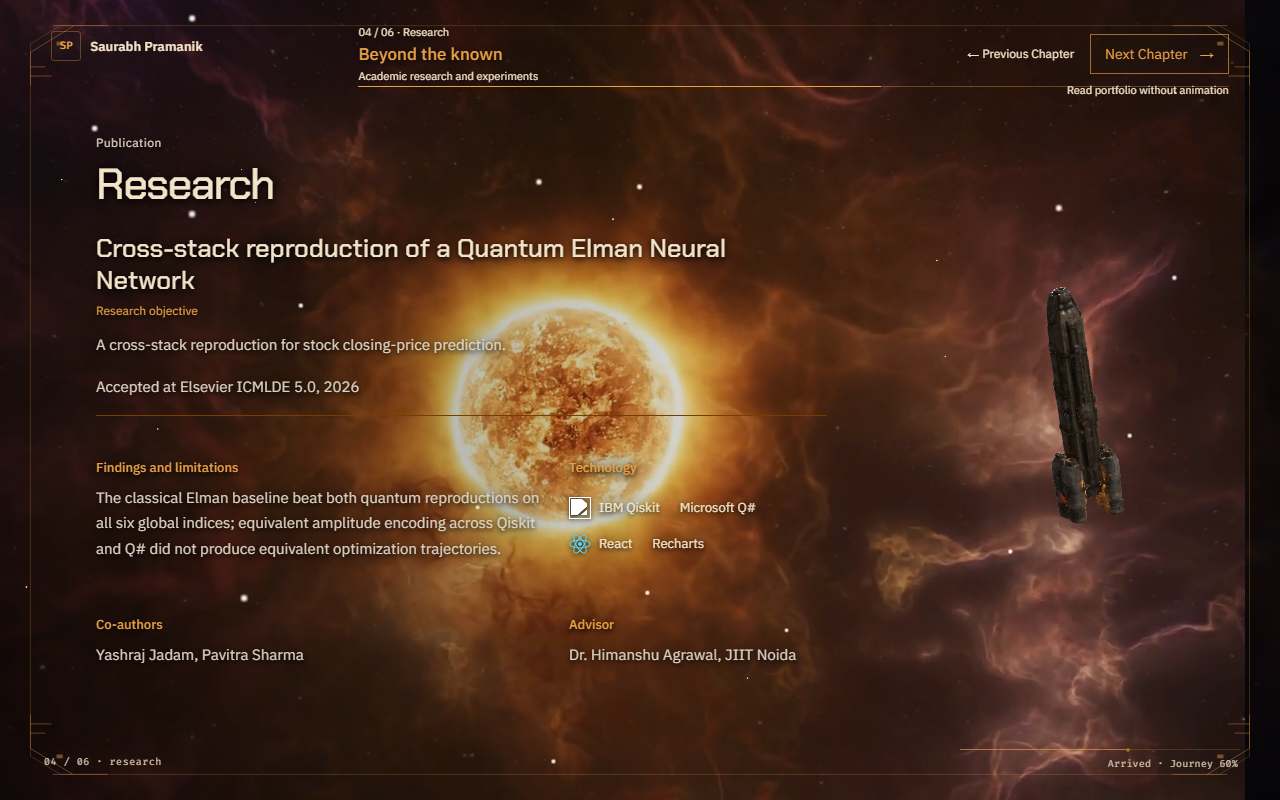 SP
Saurabh Pramanik
04 / 06 · Research
Beyond the known
Academic research and experiments
← Previous Chapter
Next Chapter →
Read portfolio without animation
Publication
Research
Cross-stack reproduction of a Quantum Elman Neural
Network
Research objective
A cross-stack reproduction for stock closing-price prediction.
Accepted at Elsevier ICMLDE 5.0, 2026
Findings and limitations
The classical Elman baseline beat both quantum reproductions on
all six global indices; equivalent amplitude encoding across Qiskit
and Q# did not produce equivalent optimization trajectories.
Technology
IBM Qiskit Microsoft Q#
React Recharts
Co-authors
Yashraj Jadam, Pavitra Sharma
Advisor
Dr. Himanshu Agrawal, JIIT Noida
04 / 06 · research
Arrived · Journey 60%